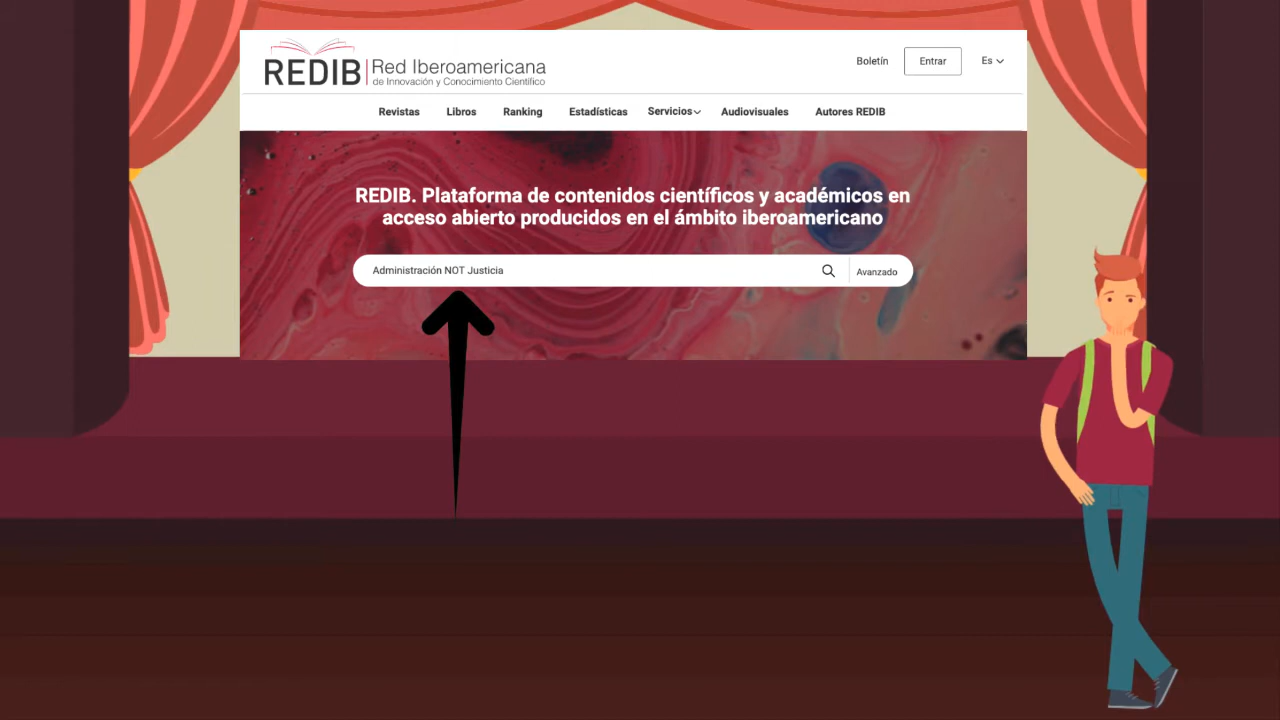 REDIB Red Iberoamericana
de Innovación y Conocimiento Científico
Boletín Entrar Es
Revistas Libros Ranking Estadísticas Servicios Audiovisuales Autores REDIB
REDIB. Plataforma de contenidos científicos y académicos en
acceso abierto producidos en el ámbito iberoamericano
Administración NOT Justicia Avanzado